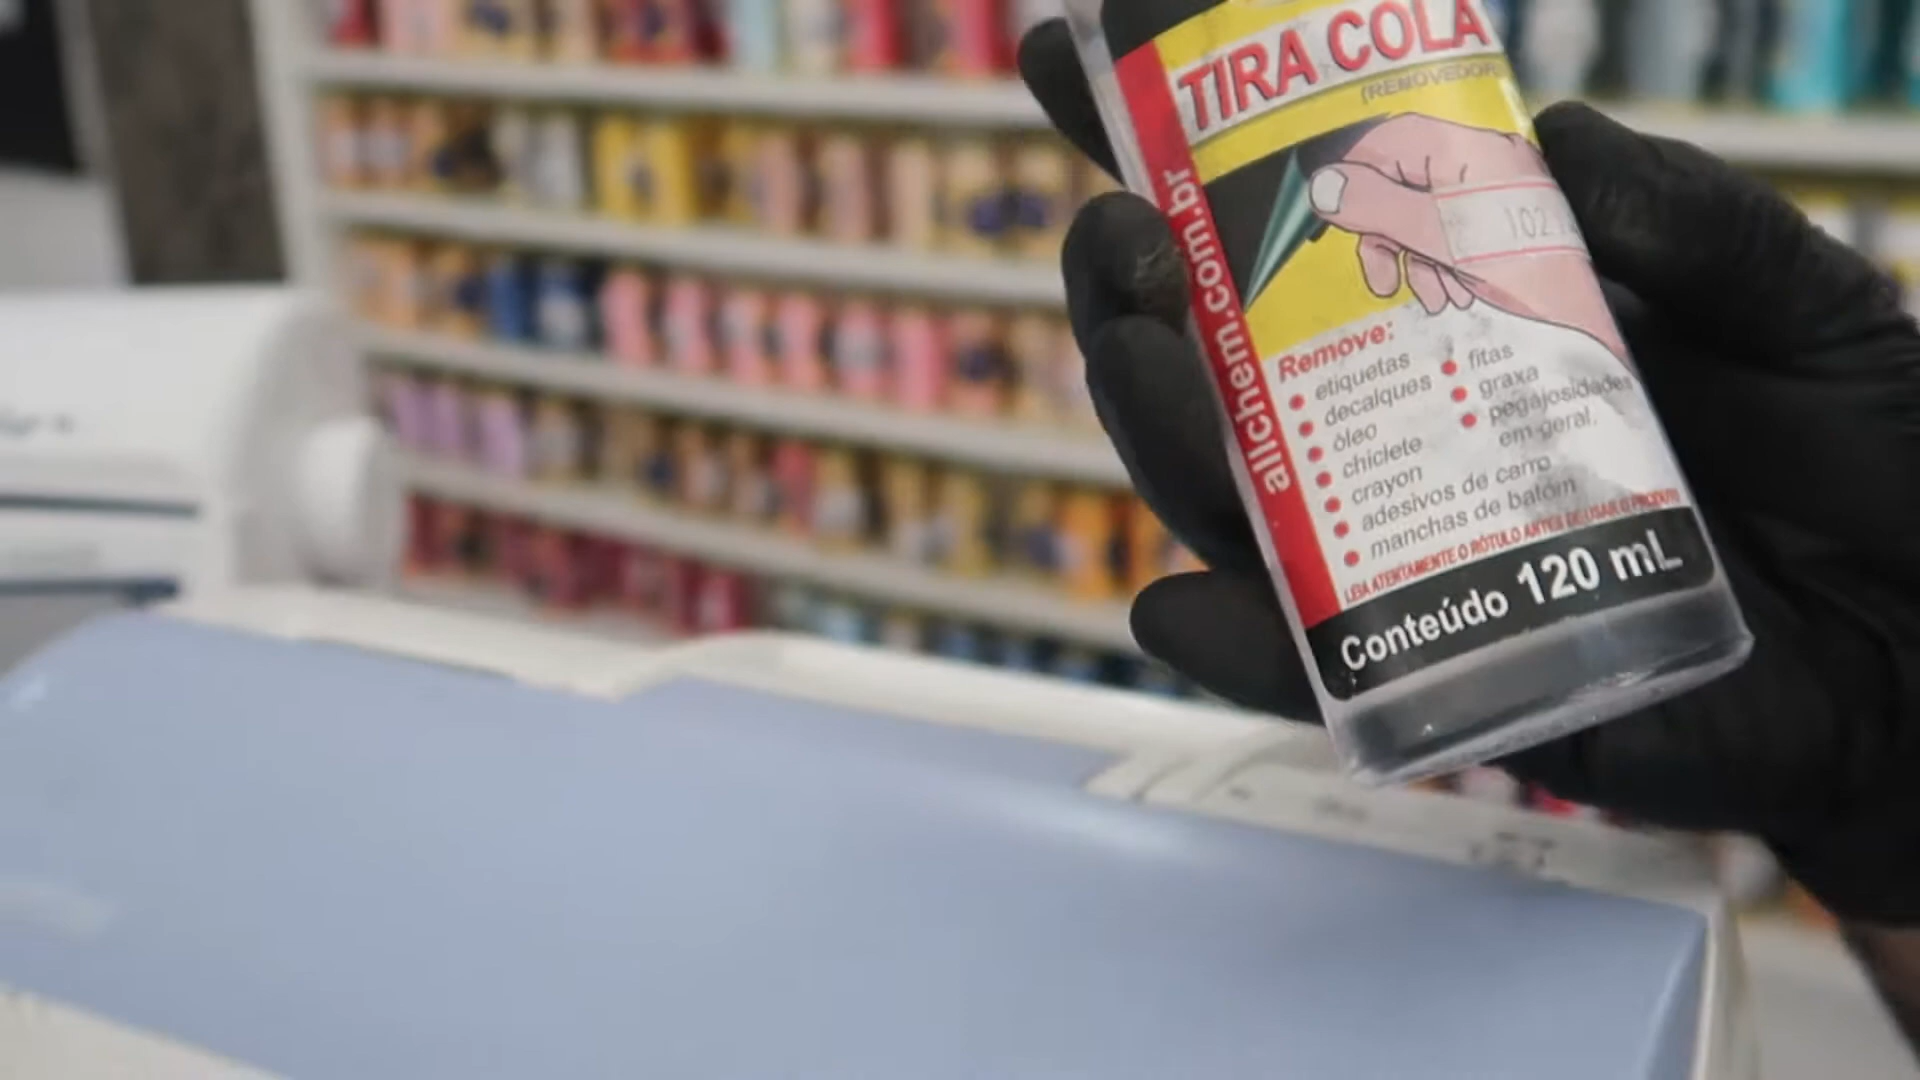 TIRA COLA
(REMOVEDOR)
allchem.com.br
Remove:
etiquetas
decalques
óleo
chiclete
crayon
adesivos de carro
manchas de batom
fitas
graxa
pegajosidades
em geral.
LEIA ATENTAMENTE O RÓTULO ANTES DE USAR O PRODUTO
Conteúdo 120 mL